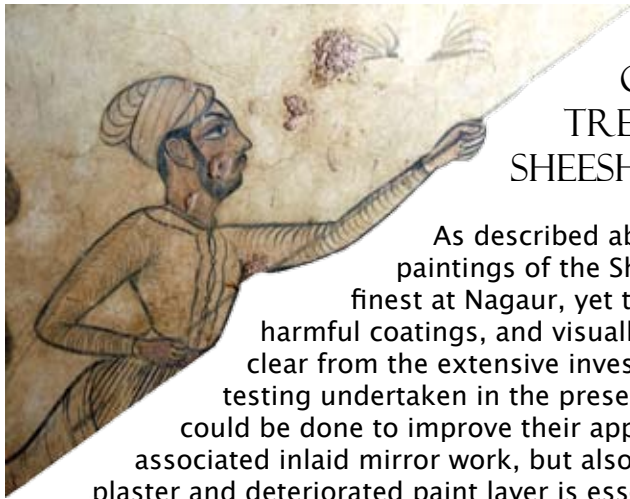 TRE
SHEESH
As described ab
paintings of the Sh
finest at Nagaur, yet t
harmful coatings, and visuall
clear from the extensive inves
testing undertaken in the prese
could be done to improve their app
associated inlaid mirror work, but also
plaster and deteriorated paint layer is ess